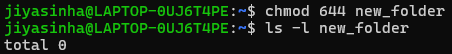 jiyasinha@LAPTOP-0UJ6T4PE:~$ chmod 644 new_folder
jiyasinha@LAPTOP-0UJ6T4PE:~$ ls -l new_folder
total 0